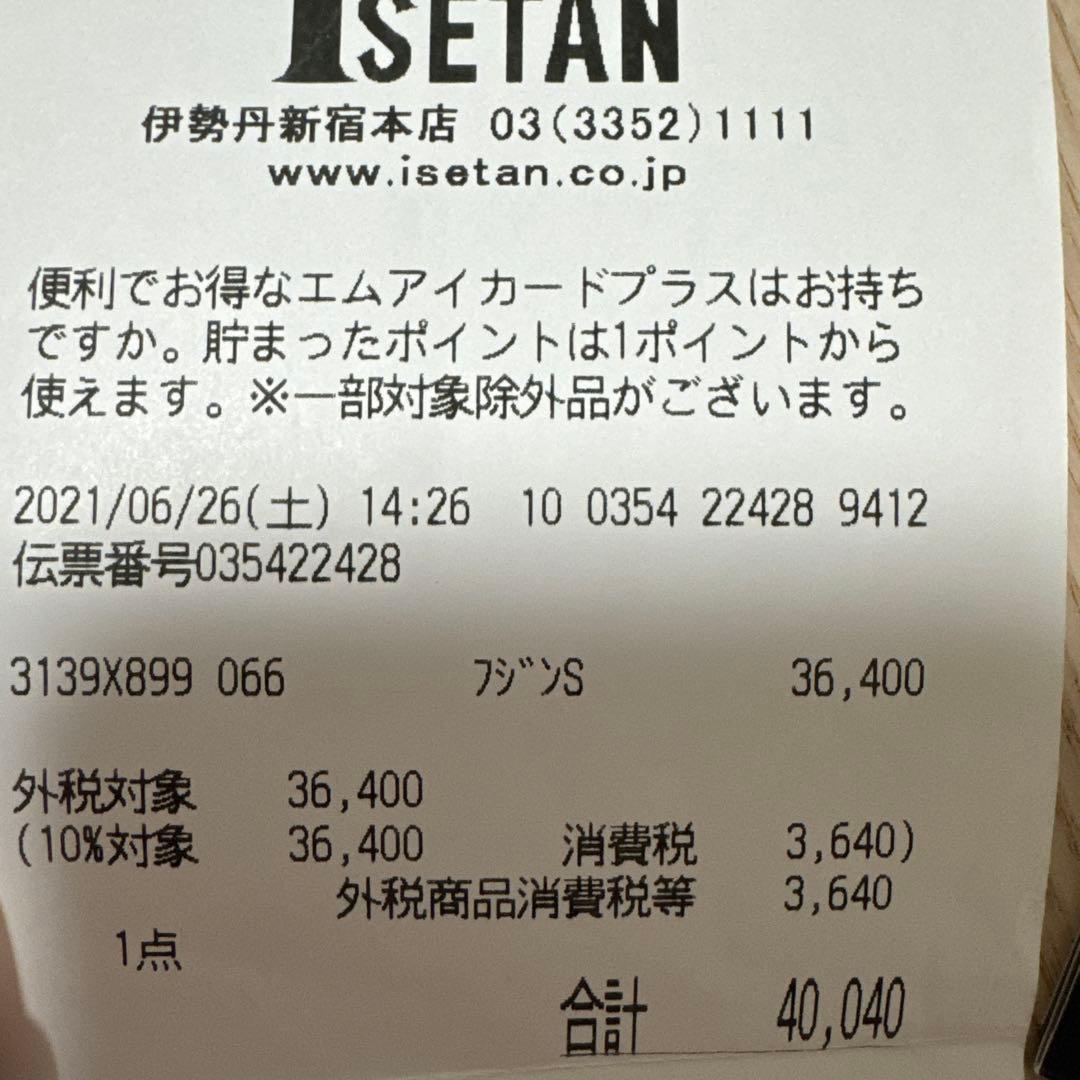 ISETAN
伊勢丹新宿本店 03(3352)1111
www.isetan.co.jp
便利でお得なエムアイカードプラスはお持ち
ですか。貯まったポイントは1ポイントから
使えます。※一部対象除外品がございます。
2021/06/26(土) 14:26 10 0354 22428 9412
伝票番号035422428
3139X899 066 フジンS 36,400
外税対象 36,400
(10%対象 36,400 消費税 3,640)
外税商品消費税等 3,640
1点
合計 40,040